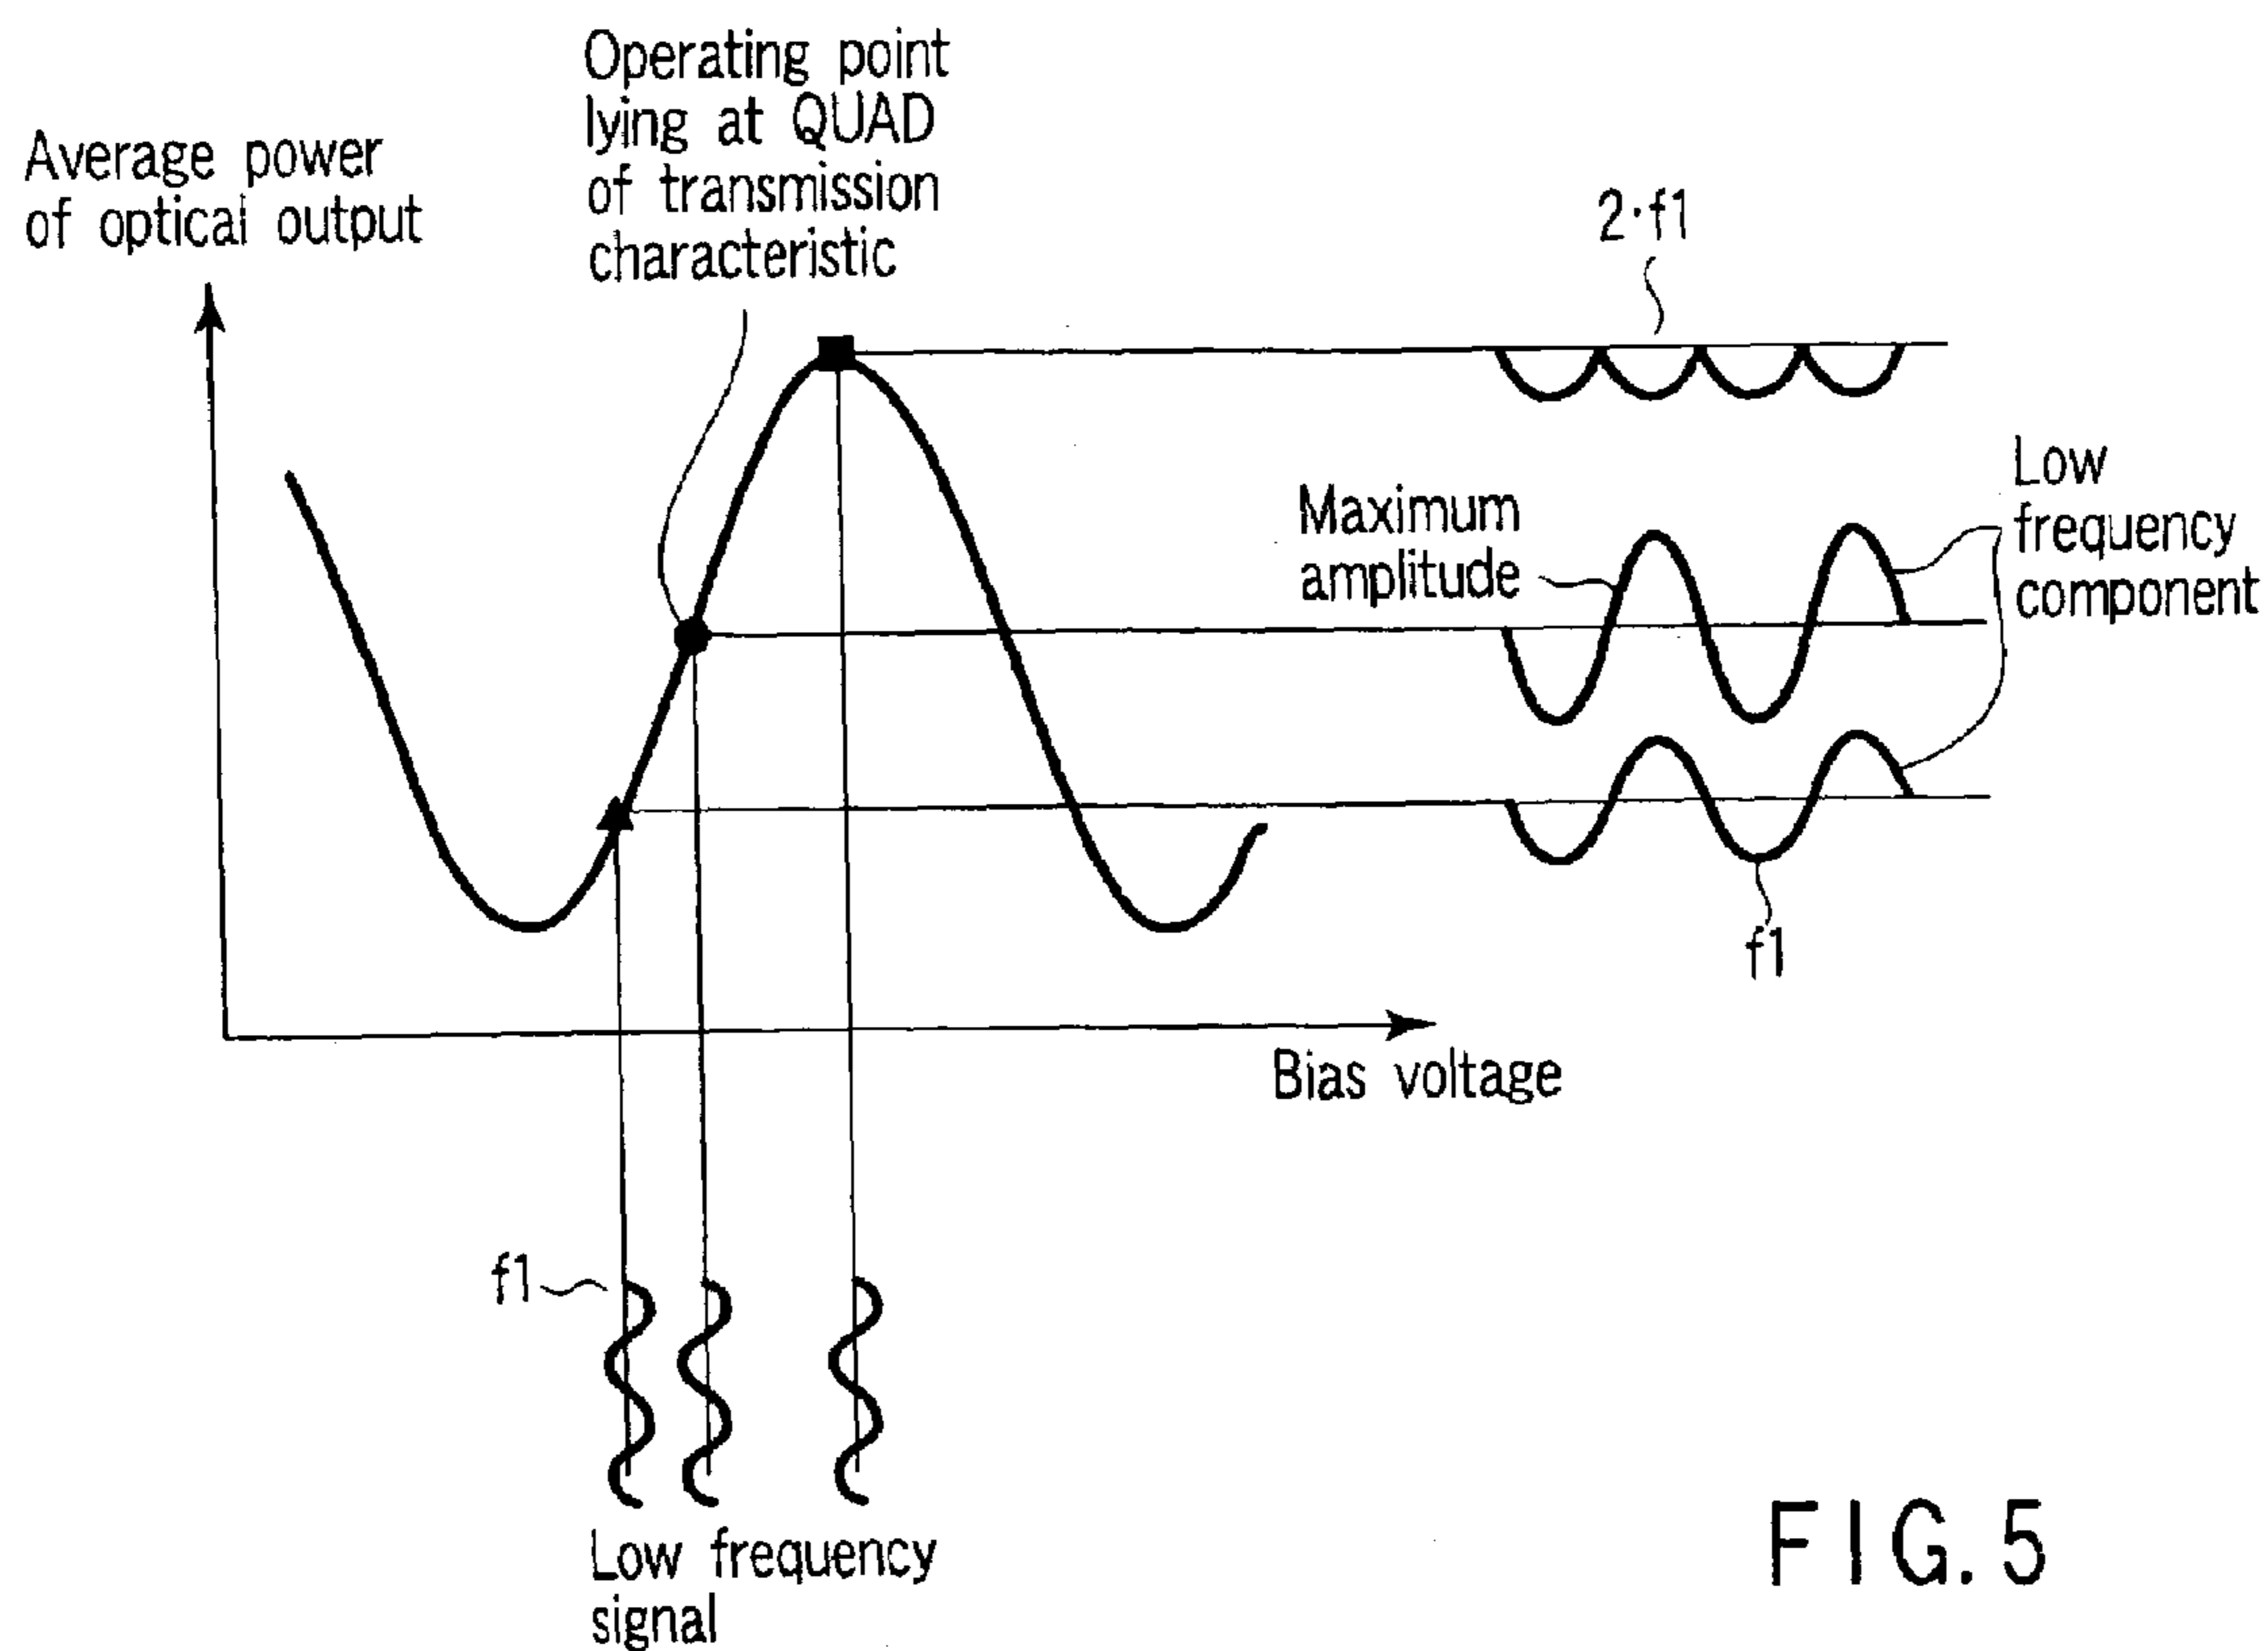 Operating point
lying at QUAD
of transmission
characteristic
Average power
of optical output
2·f1
Low
frequency
component
Maximum
amplitude
f1
Bias voltage
f1
Low frequency
signal
FIG. 5